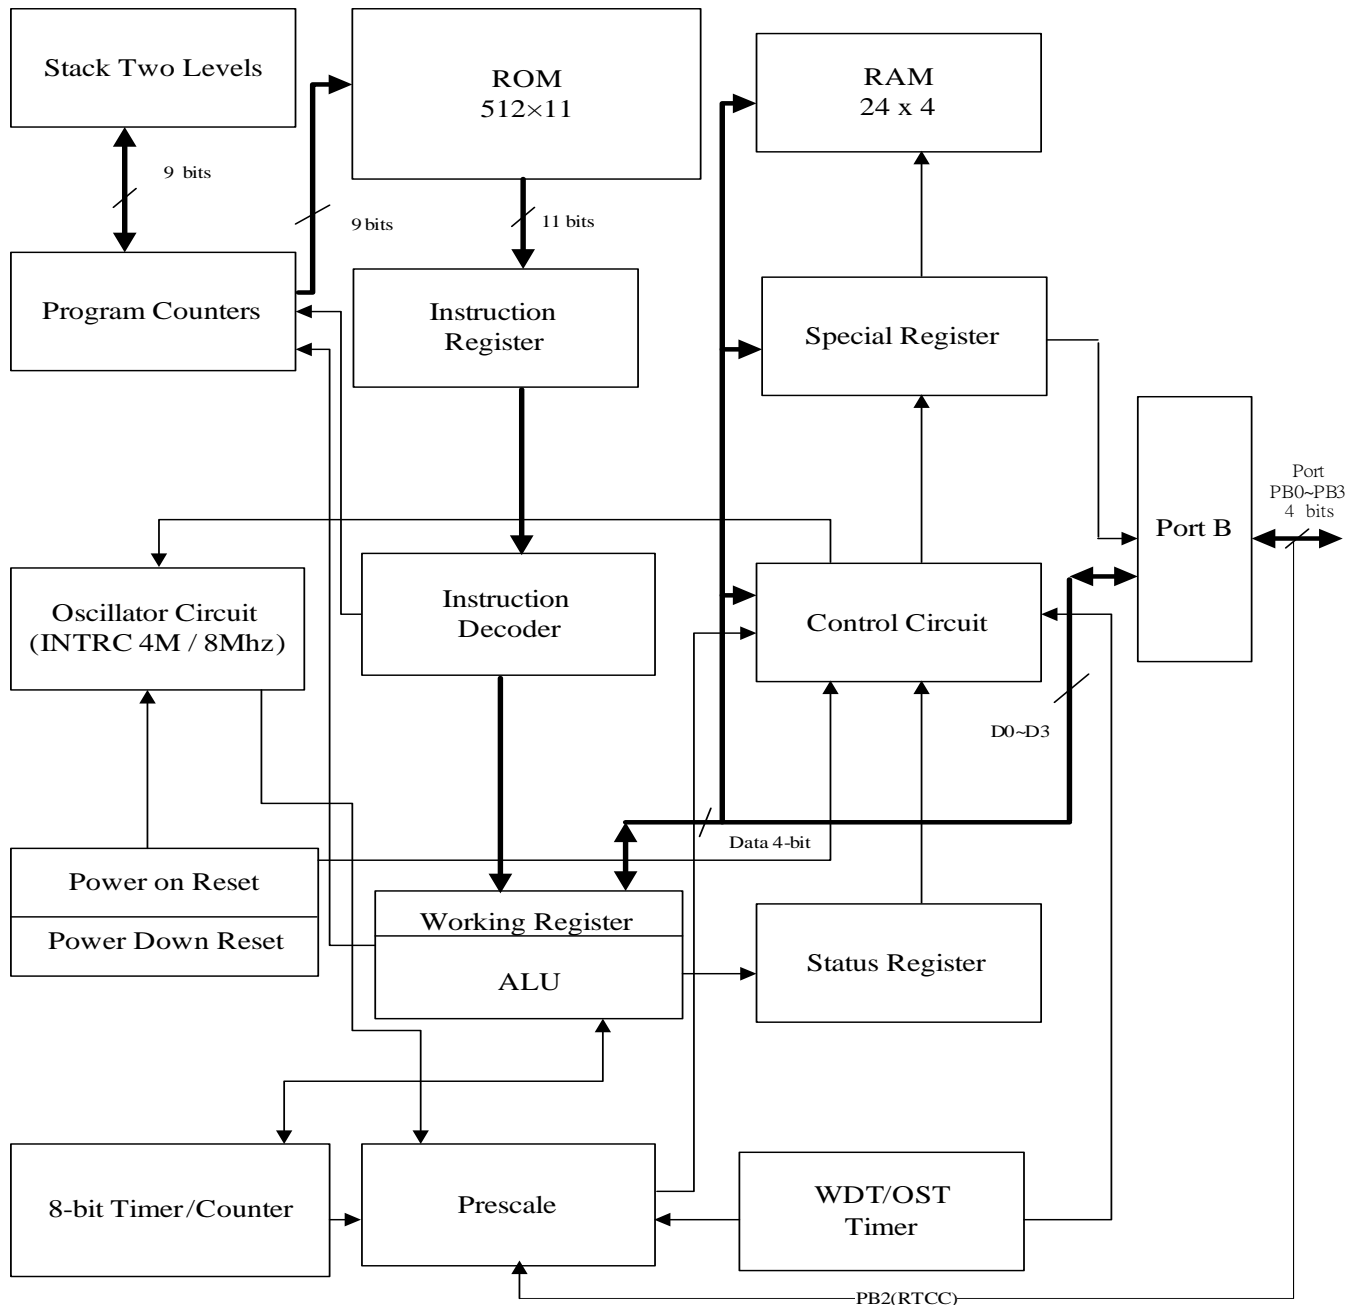 Stack Two Levels
ROM
512×11
RAM
24 x 4
9 bits
9 bits
11 bits
Program Counters
Instruction
Register
Special Register
Port
PB0~PB3
4 bits
Port B
Oscillator Circuit
(INTRC 4M / 8Mhz)
Instruction
Decoder
Control Circuit
D0~D3
Data 4-bit
Power on Reset
Power Down Reset
Working Register
ALU
Status Register
8-bit Timer/Counter
Prescale
WDT/OST
Timer
PB2(RTCC)